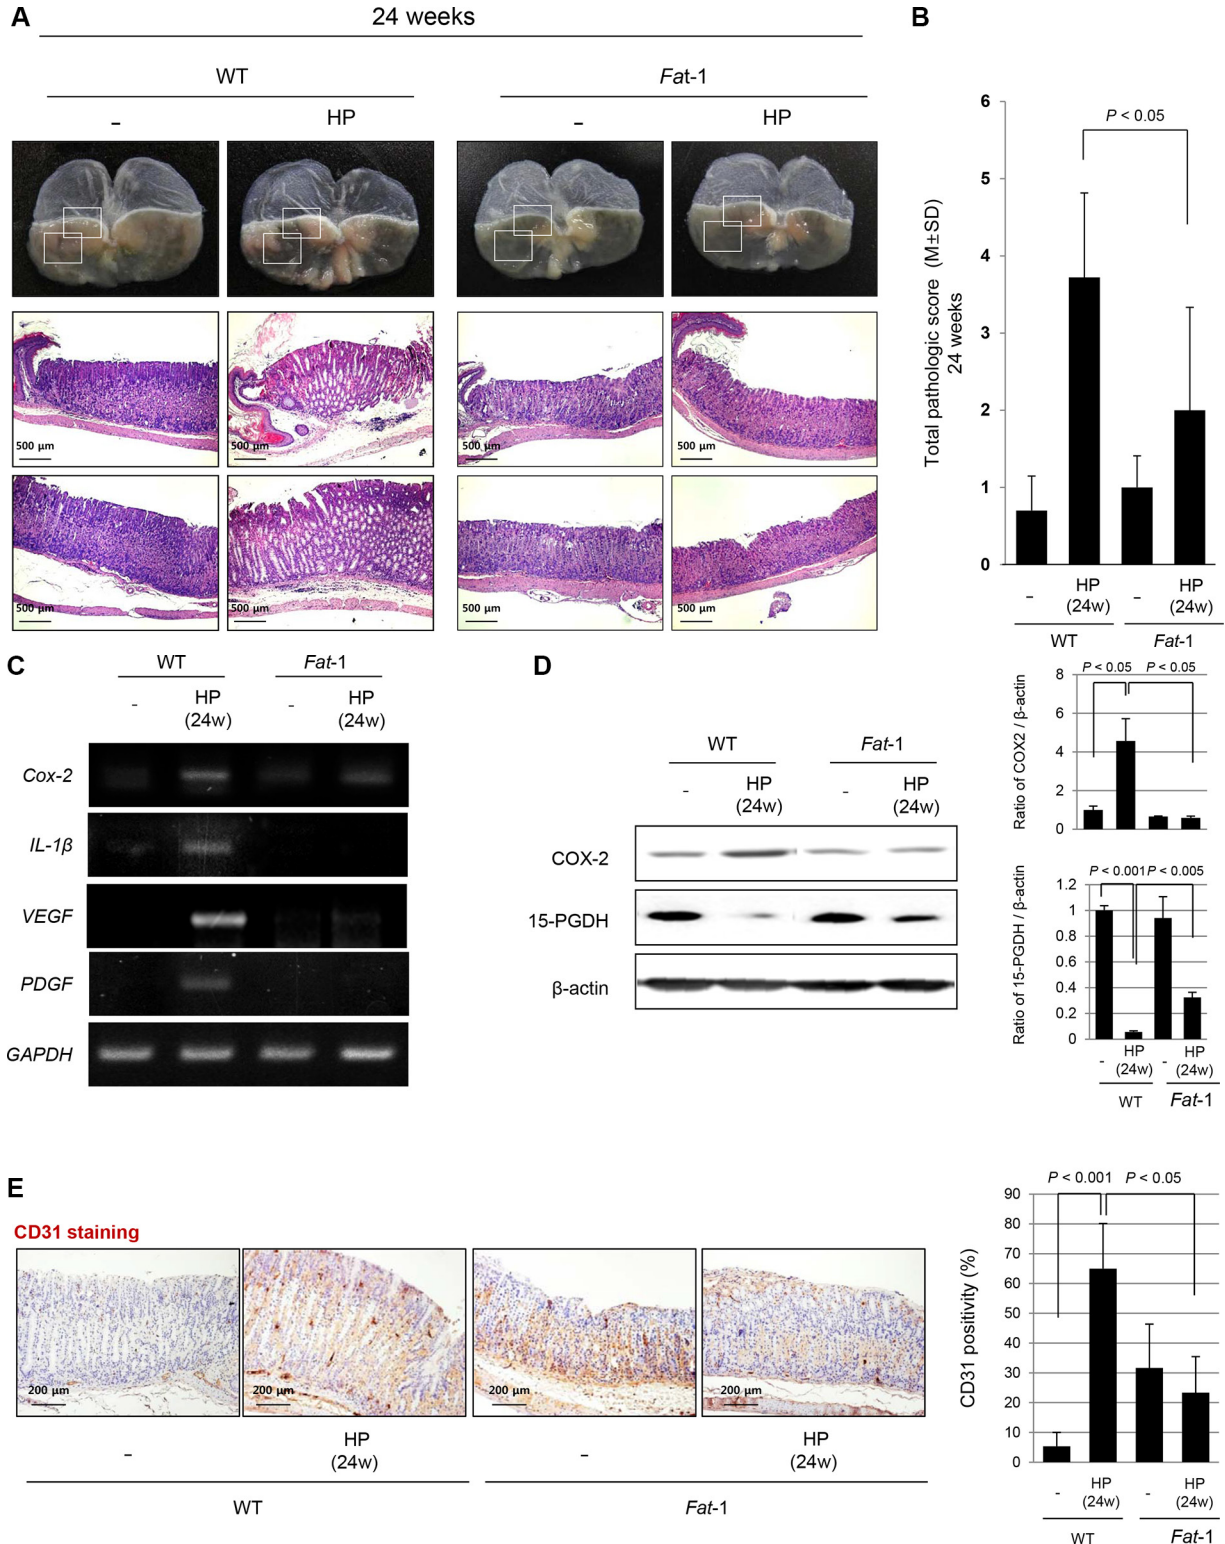 A
24 weeks
WT
Fat-1
–
HP
–
HP
500 µm
500 µm
500 µm
500 µm
500 µm
500 µm
500 µm
500 µm
B
Total pathologic score (M±SD)
24 weeks
6
5
4
3
2
1
0
P < 0.05
-
HP
(24w)
-
HP
(24w)
WT
Fat-1
C
WT
Fat-1
-
HP
(24w)
-
HP
(24w)
Cox-2
IL-1β
VEGF
PDGF
GAPDH
D
WT
Fat-1
-
HP
(24w)
-
HP
(24w)
COX-2
15-PGDH
β-actin
P < 0.05
P < 0.05
Ratio of COX2 / β-actin
8
6
4
2
0
P < 0.001
P < 0.005
Ratio of 15-PGDH / β-actin
1.2
1
0.8
0.6
0.4
0.2
0
-
HP
(24w)
-
HP
(24w)
WT
Fat-1
E
CD31 staining
200 µm
200 µm
200 µm
200 µm
–
HP
(24w)
–
HP
(24w)
WT
Fat-1
P < 0.001
P < 0.05
CD31 positivity (%)
90
80
70
60
50
40
30
20
10
0
-
HP
(24w)
-
HP
(24w)
WT
Fat-1